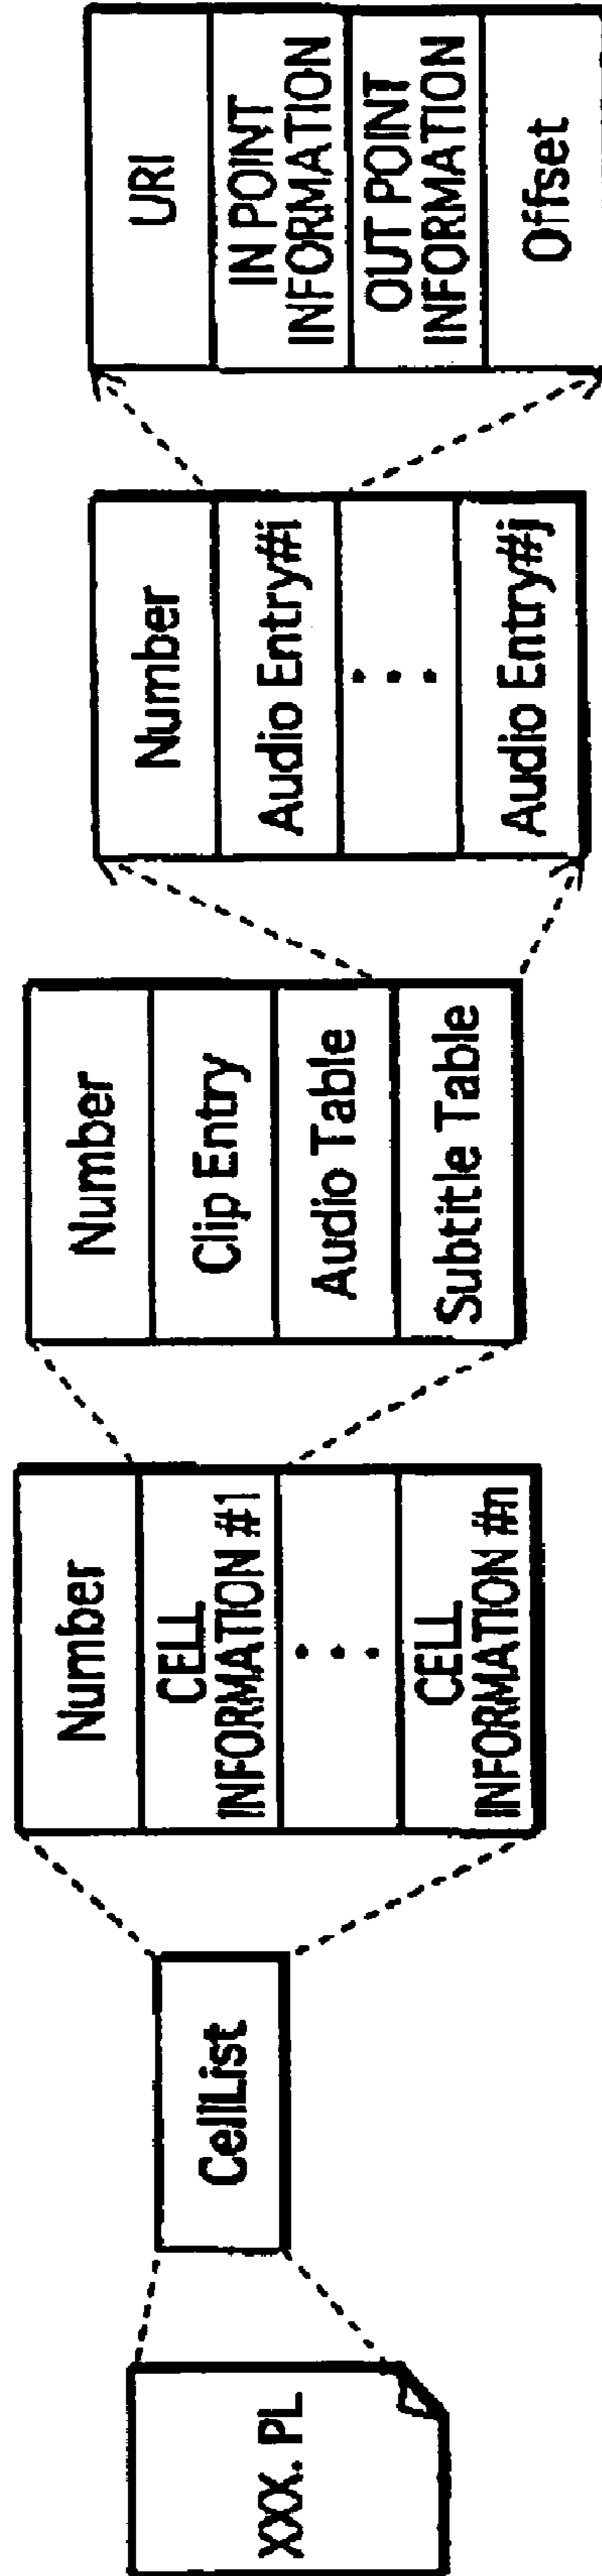 XXX. PL
CellList
Number
CELL
INFORMATION #1
• • •
CELL
INFORMATION #n
Number
Clip Entry
Audio Table
Subtitle Table
Number
Audio Entry#i
• • •
Audio Entry#j
URI
IN POINT
INFORMATION
OUT POINT
INFORMATION
Offset